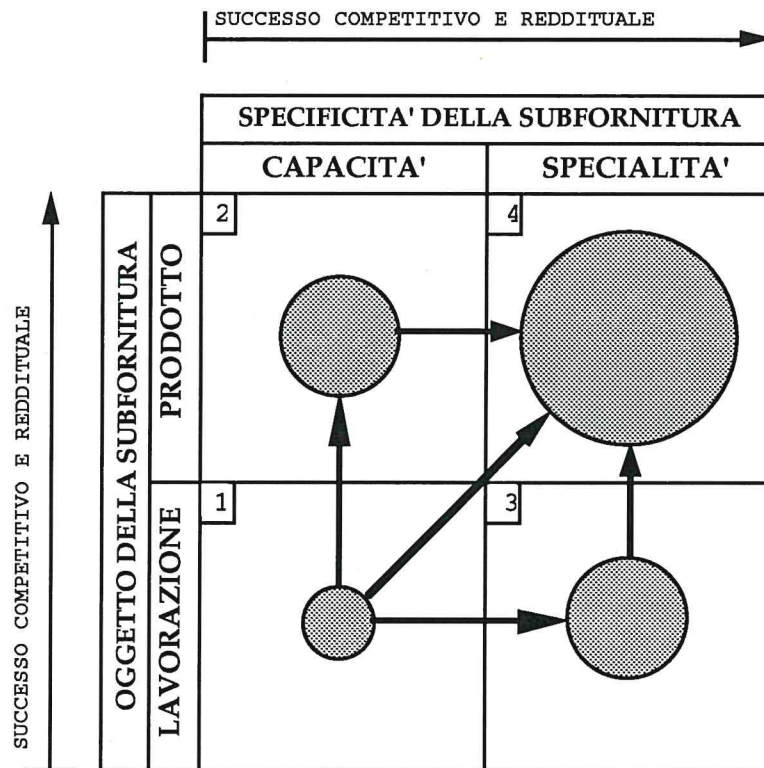 SUCCESSO COMPETITIVO E REDDITUALE
SPECIFICITA' DELLA SUBFORNITURA
CAPACITA'
SPECIALITA'
SUCCESSO COMPETITIVO E REDDITUALE
OGGETTO DELLA SUBFORNITURA
PRODOTTO
2
4
LAVORAZIONE
1
3